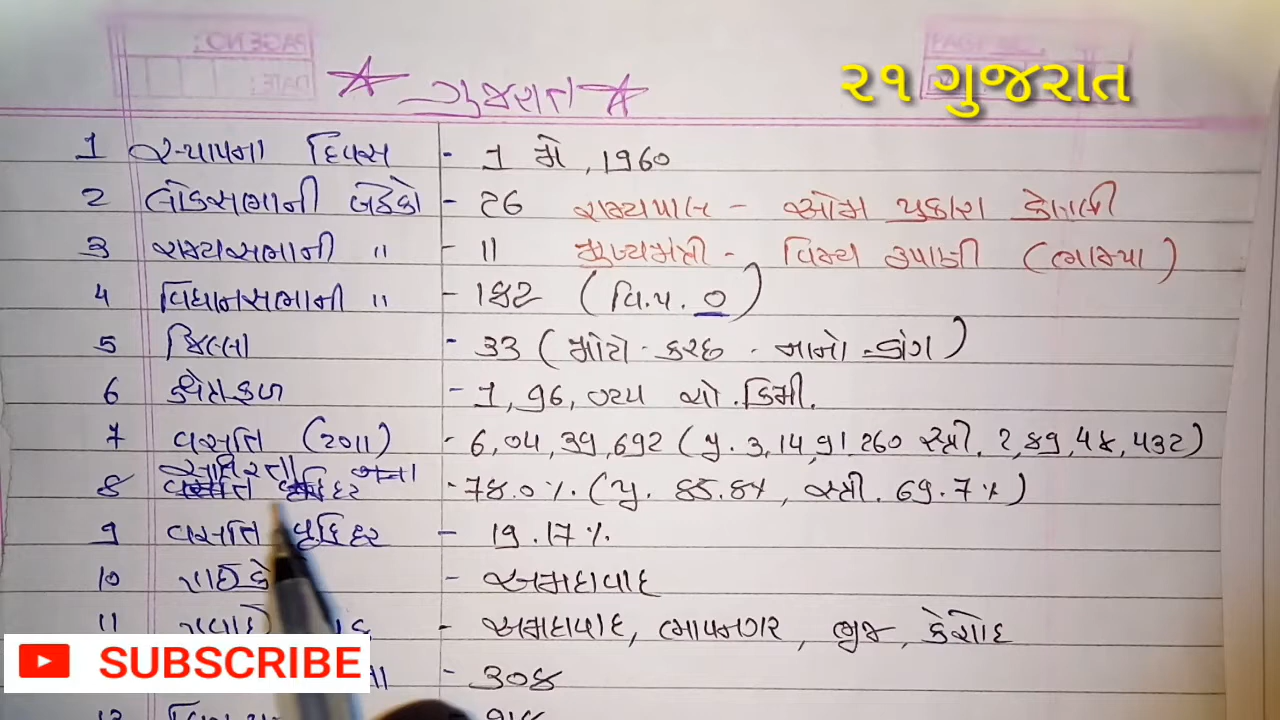 ગુજરાત
૨૧ ગુજરાત
1 સ્થાપના દિવસ - 1 મે, 1960
2 લોકસભાની બેઠકો - 26 રાજ્યપાલ - ઓમ પ્રકાશ કોહલી
3 રાજ્યસભાની " - 11 મુખ્યમંત્રી - વિજય રૂપાણી (ભાજપા)
4 વિધાનસભાની " - 182 (વિ.પ. 0)
5 જિલ્લા - 33 (મોટો - કચ્છ - નાનો - ડાંગ)
6 ક્ષેત્રફળ - 1,96,024 ચો.કિમી.
7 વસતિ (2011) - 6,04,39,692 (પુ. 3,14,91,260 સ્ત્રી. 2,89,48,432)
સાક્ષરતા
8 - 78.0%. (પુ. 85.8%, સ્ત્રી. 69.7%)
9 વસતિ વૃદ્ધિદર - 19.17%.
10 હાઈકો - અમદાવાદ
11 - અમદાવાદ, ભાવનગર, ભુજ, કેશોદ
SUBSCRIBE
- 308